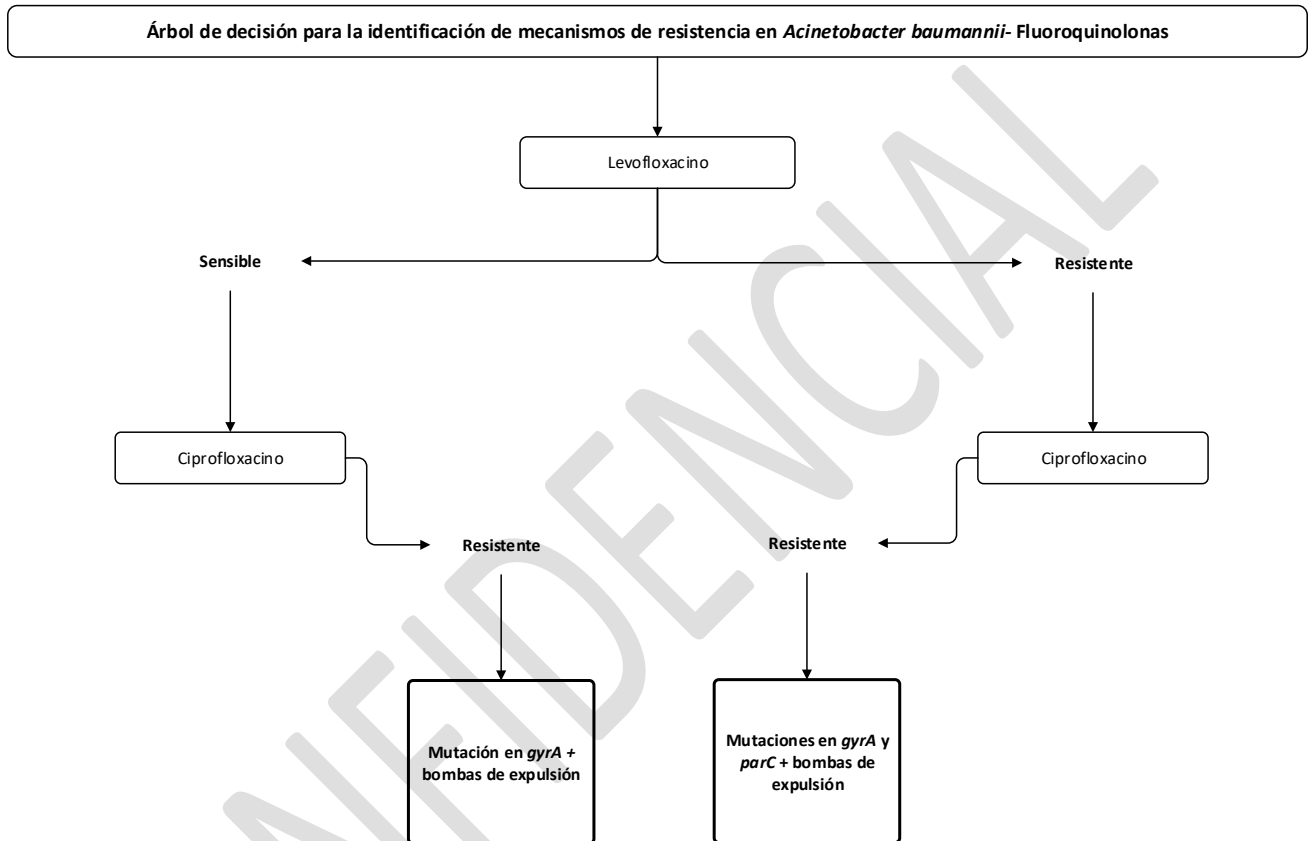 Árbol de decisión para la identificación de mecanismos de resistencia en Acinetobacter baumannii- Fluoroquinolonas
Levofloxacino
Sensible
Resistente
Ciprofloxacino
Ciprofloxacino
Resistente
Resistente
Mutación en gyrA +
bombas de expulsión
Mutaciones en gyrA y
parC + bombas de
expulsión
NFIDENCIAL